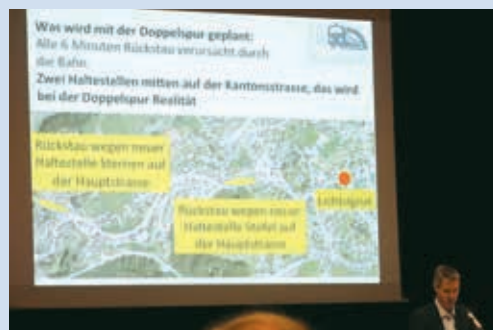 Was wird mit der Doppelspur geplant:
Alle 6 Minuten Rückstau verursacht durch
die Bahn.
Zwei Haltestellen mitten auf der Kantonsstrasse, das wird
bei der Doppelspur Realität
Rückstau wegen neuer
Haltestelle Sternen auf
der Hauptstrasse
Rückstau wegen neuer
Haltestelle Stofel auf
der Hauptstrasse
Lichtsignal